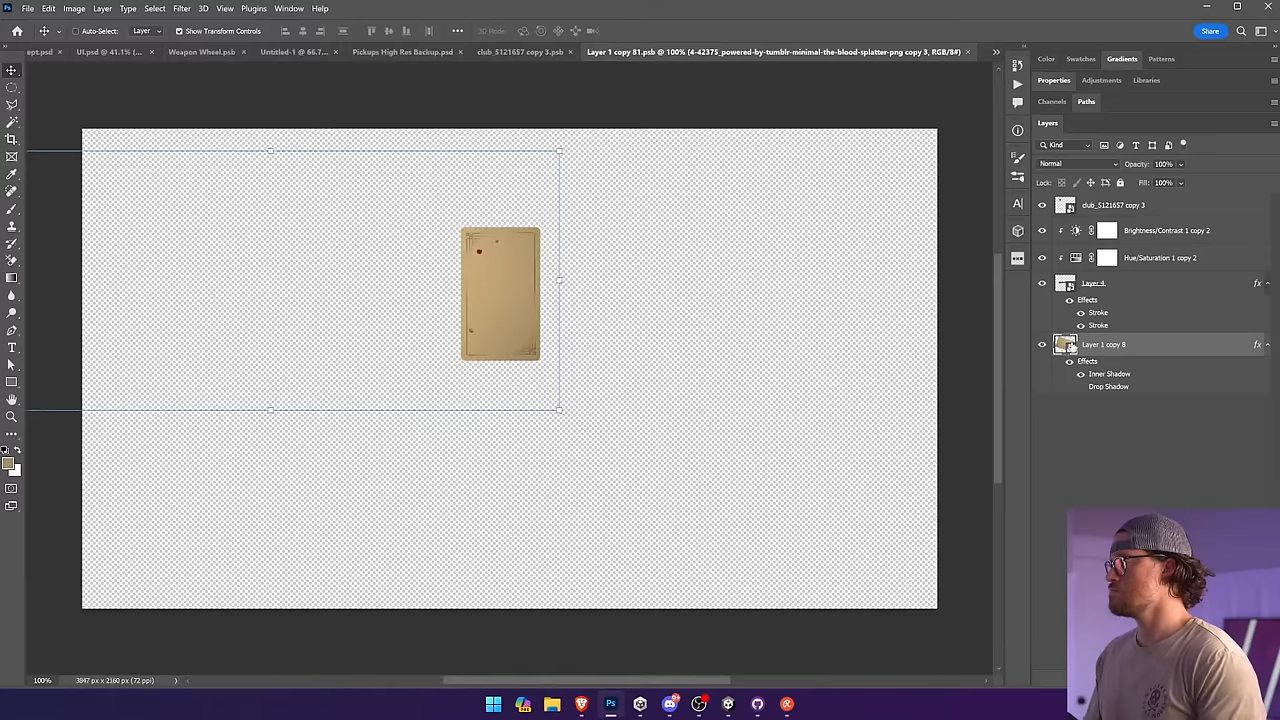 Ps File Edit Image Layer Type Select Filter 3D View Plugins Window Help
Auto-Select: Layer Show Transform Controls 3D Mode: Share
ept.psd × UI.psd @ 41.1% (... × Weapon Wheel.psb × Untitled-1 @ 66.7... × Pickups High Res Backup.psd × club_5121657 copy 3.psb × Layer 1 copy 81.psb @ 100% (4-42375_powered-by-tumblr-minimal-the-blood-splatter-png copy 3, RGB/8#) ×
Color Swatches Gradients Patterns
Properties Adjustments Libraries
Channels Paths
Layers
Kind
Normal Opacity: 100%
Lock: Fill: 100%
club_5121657 copy 3
Brightness/Contrast 1 copy 2
Hue/Saturation 1 copy 2
Layer 4 fx
Effects
Stroke
Stroke
Layer 1 copy 8 fx
Effects
Inner Shadow
Drop Shadow
100% 3847 px x 2160 px (72 ppi)
Ps